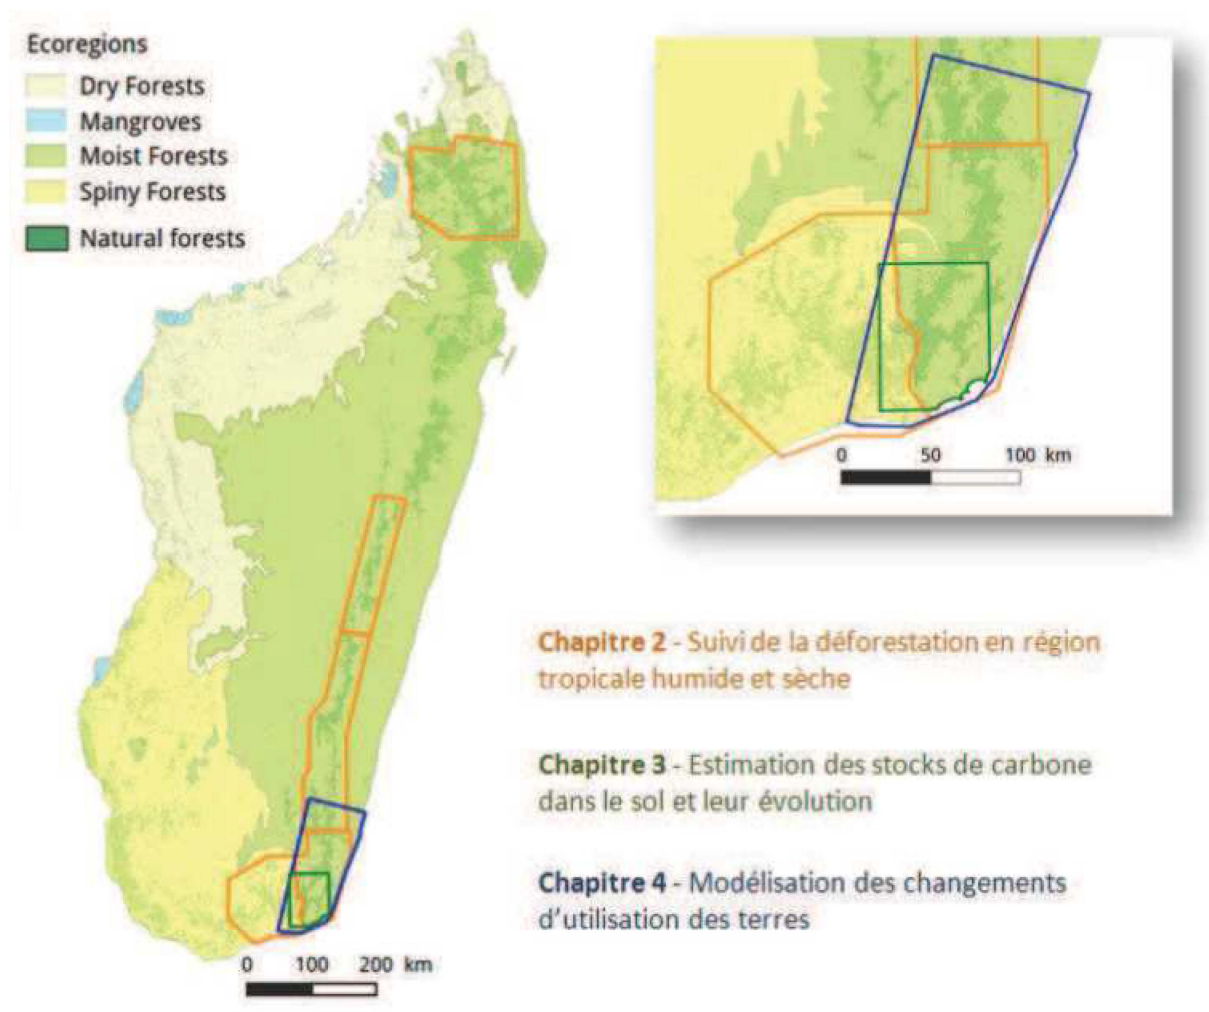 Ecoregions
Dry Forests
Mangroves
Moist Forests
Spiny Forests
Natural forests
0 50 100 km
Chapitre 2 - Suivi de la déforestation en région
tropicale humide et sèche
Chapitre 3 - Estimation des stocks de carbone
dans le sol et leur évolution
Chapitre 4 - Modélisation des changements
d'utilisation des terres
0 100 200 km